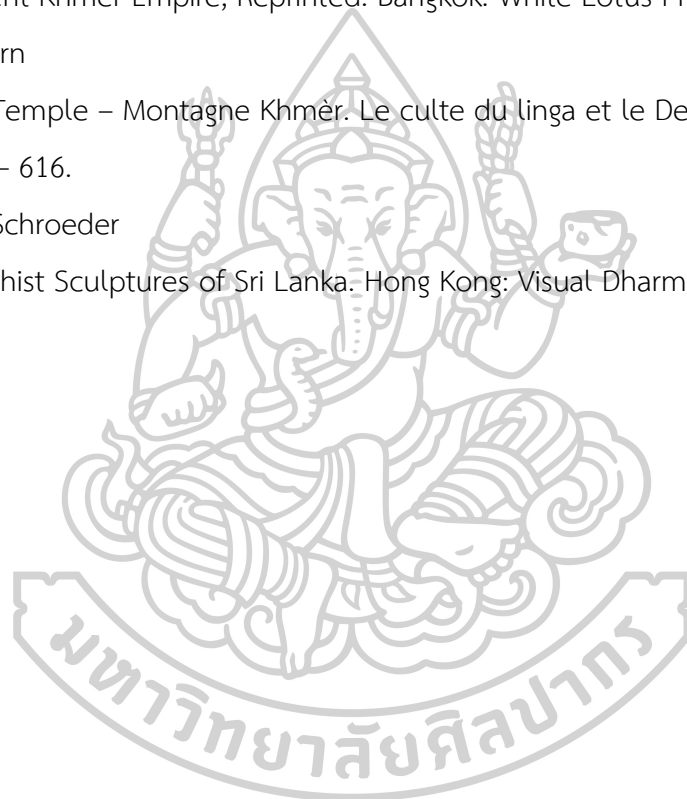 ent Khmer Empire, Reprinted. Bangkok: White Lotus Pr
rn
Temple – Montagne Khmèr. Le culte du linga et le De
– 616.
Schroeder
hist Sculptures of Sri Lanka. Hong Kong: Visual Dharm
มหาวิทยาลัยศิลปากร